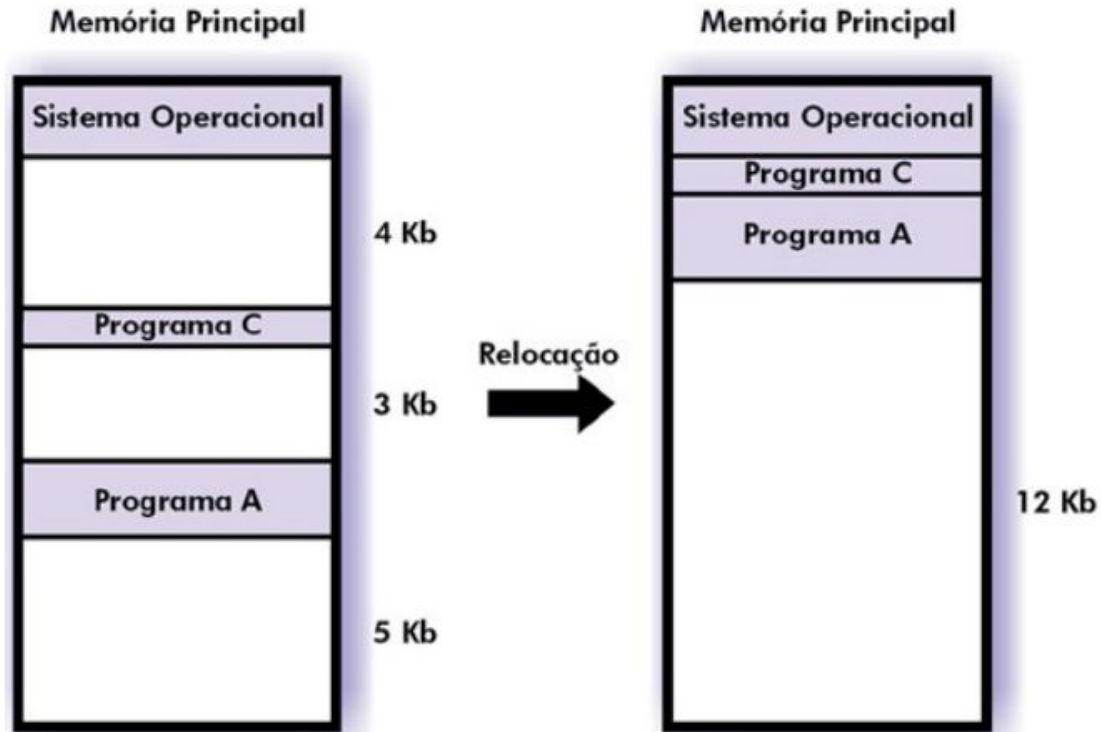 Memória Principal
Sistema Operacional
4 Kb
Programa C
3 Kb
Programa A
5 Kb
Relocação
Memória Principal
Sistema Operacional
Programa C
Programa A
12 Kb